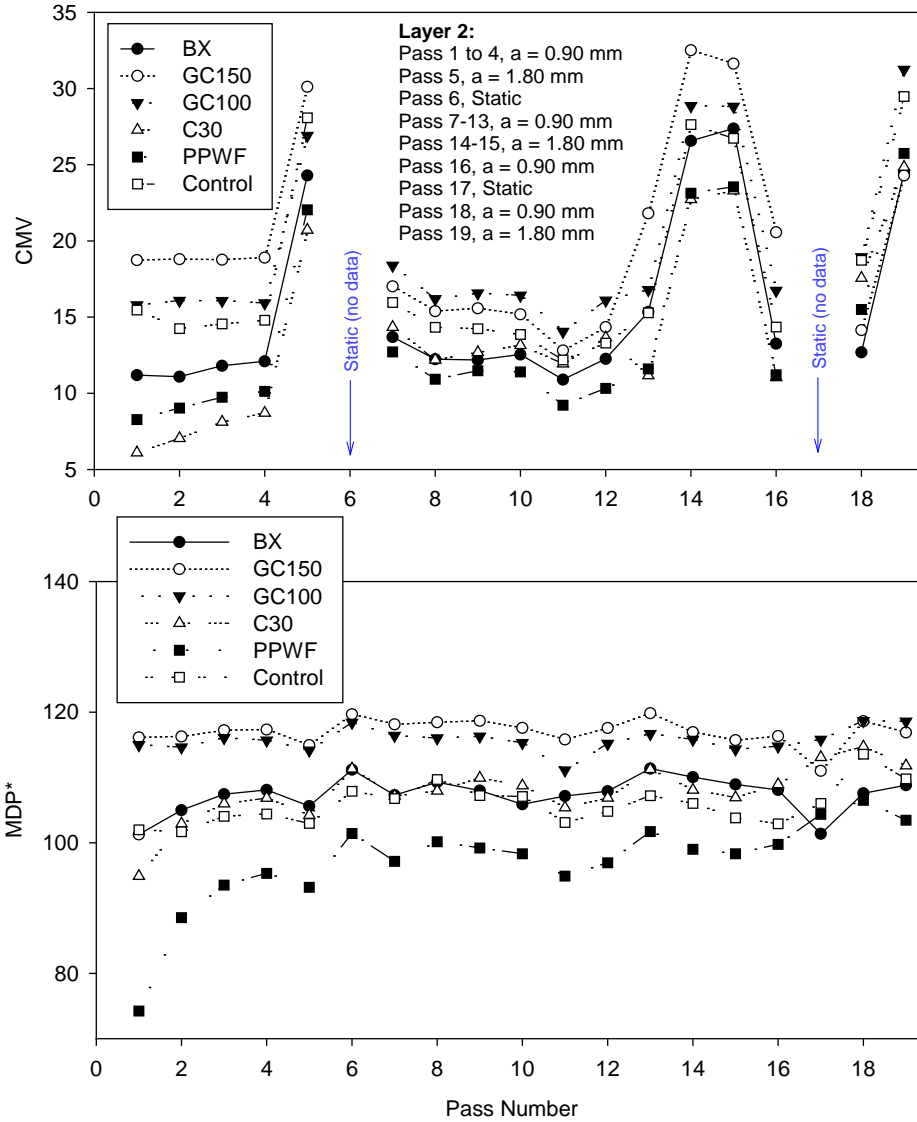 CMV
5
10
15
20
25
30
35
BX
GC150
GC100
C30
PPWF
Control
Layer 2:
Pass 1 to 4, a = 0.90 mm
Pass 5, a = 1.80 mm
Pass 6, Static
Pass 7-13, a = 0.90 mm
Pass 14-15, a = 1.80 mm
Pass 16, a = 0.90 mm
Pass 17, Static
Pass 18, a = 0.90 mm
Pass 19, a = 1.80 mm
Static (no data)
Static (no data)
0 2 4 6 8 10 12 14 16 18
BX
GC150
GC100
C30
PPWF
Control
MDP*
80
100
120
140
0 2 4 6 8 10 12 14 16 18
Pass Number